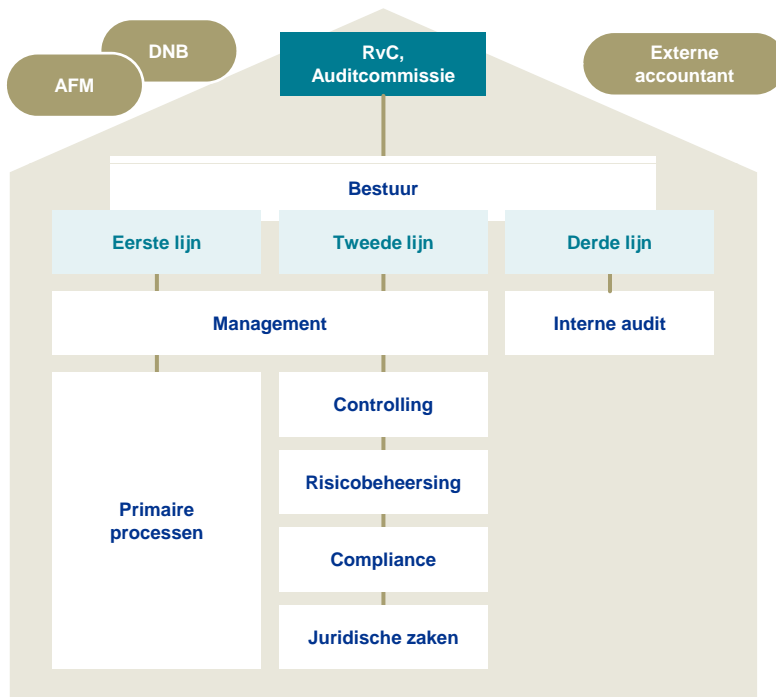 DNB
AFM
RvC,
Auditcommissie
Externe
accountant
Bestuur
Eerste lijn
Tweede lijn
Derde lijn
Management
Interne audit
Controlling
Risicobeheersing
Primaire
processen
Compliance
Juridische zaken